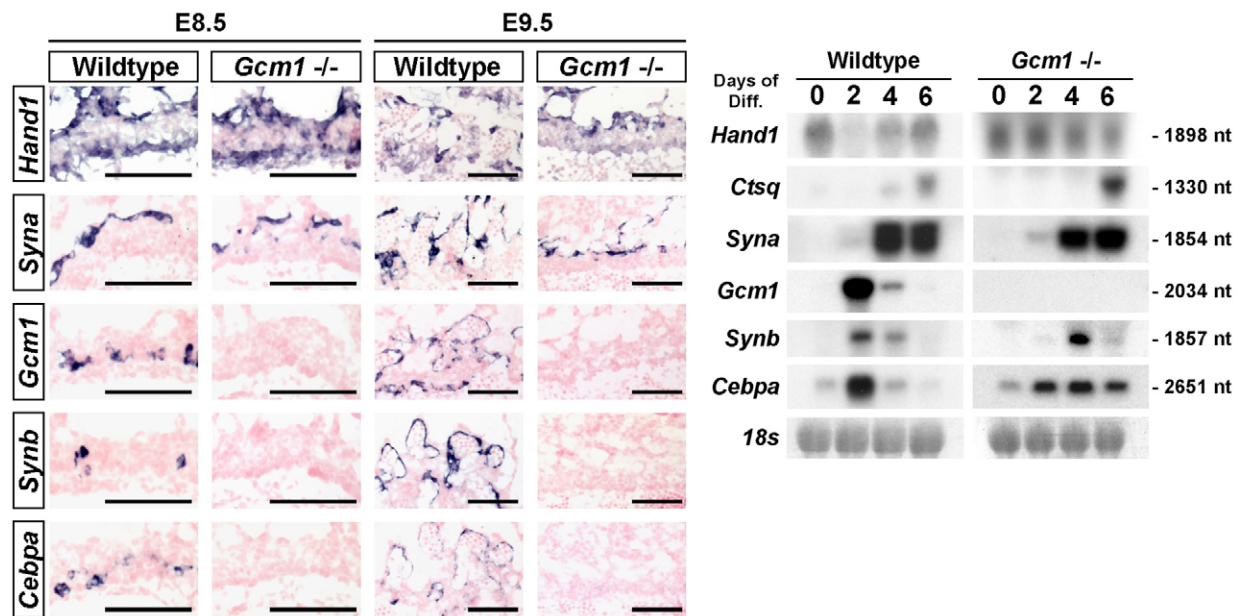 E8.5 E9.5
Wildtype Gcm1 -/- Wildtype Gcm1 -/-
Hand1
Syna
Gcm1
Synb
Cebpa
Wildtype Gcm1 -/-
Days of
Diff. 0 2 4 6 0 2 4 6
Hand1 - 1898 nt
Ctsq - 1330 nt
Syna - 1854 nt
Gcm1 - 2034 nt
Synb - 1857 nt
Cebpa - 2651 nt
18s